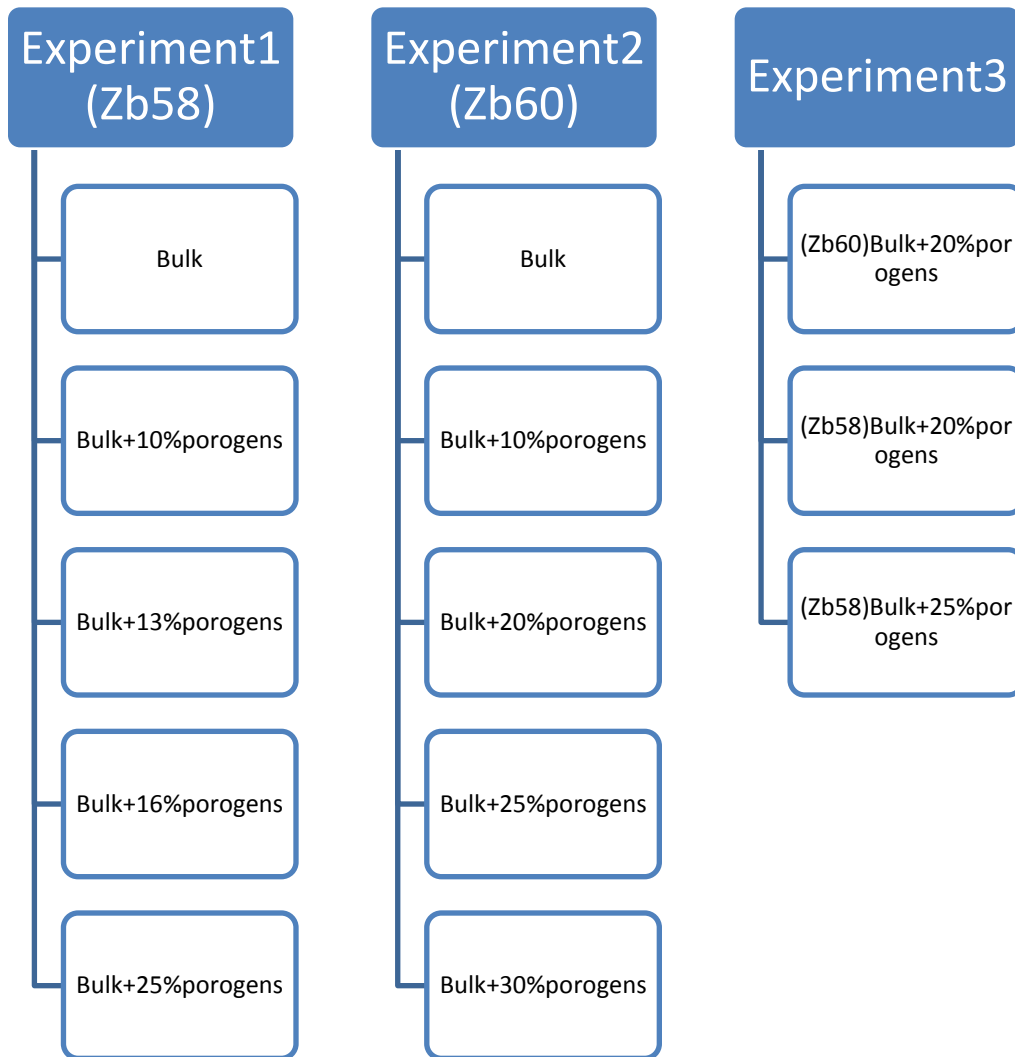 Experiment1
(Zb58)
Bulk
Bulk+10%porogens
Bulk+13%porogens
Bulk+16%porogens
Bulk+25%porogens
Experiment2
(Zb60)
Bulk
Bulk+10%porogens
Bulk+20%porogens
Bulk+25%porogens
Bulk+30%porogens
Experiment3
(Zb60)Bulk+20%por
ogens
(Zb58)Bulk+20%por
ogens
(Zb58)Bulk+25%por
ogens